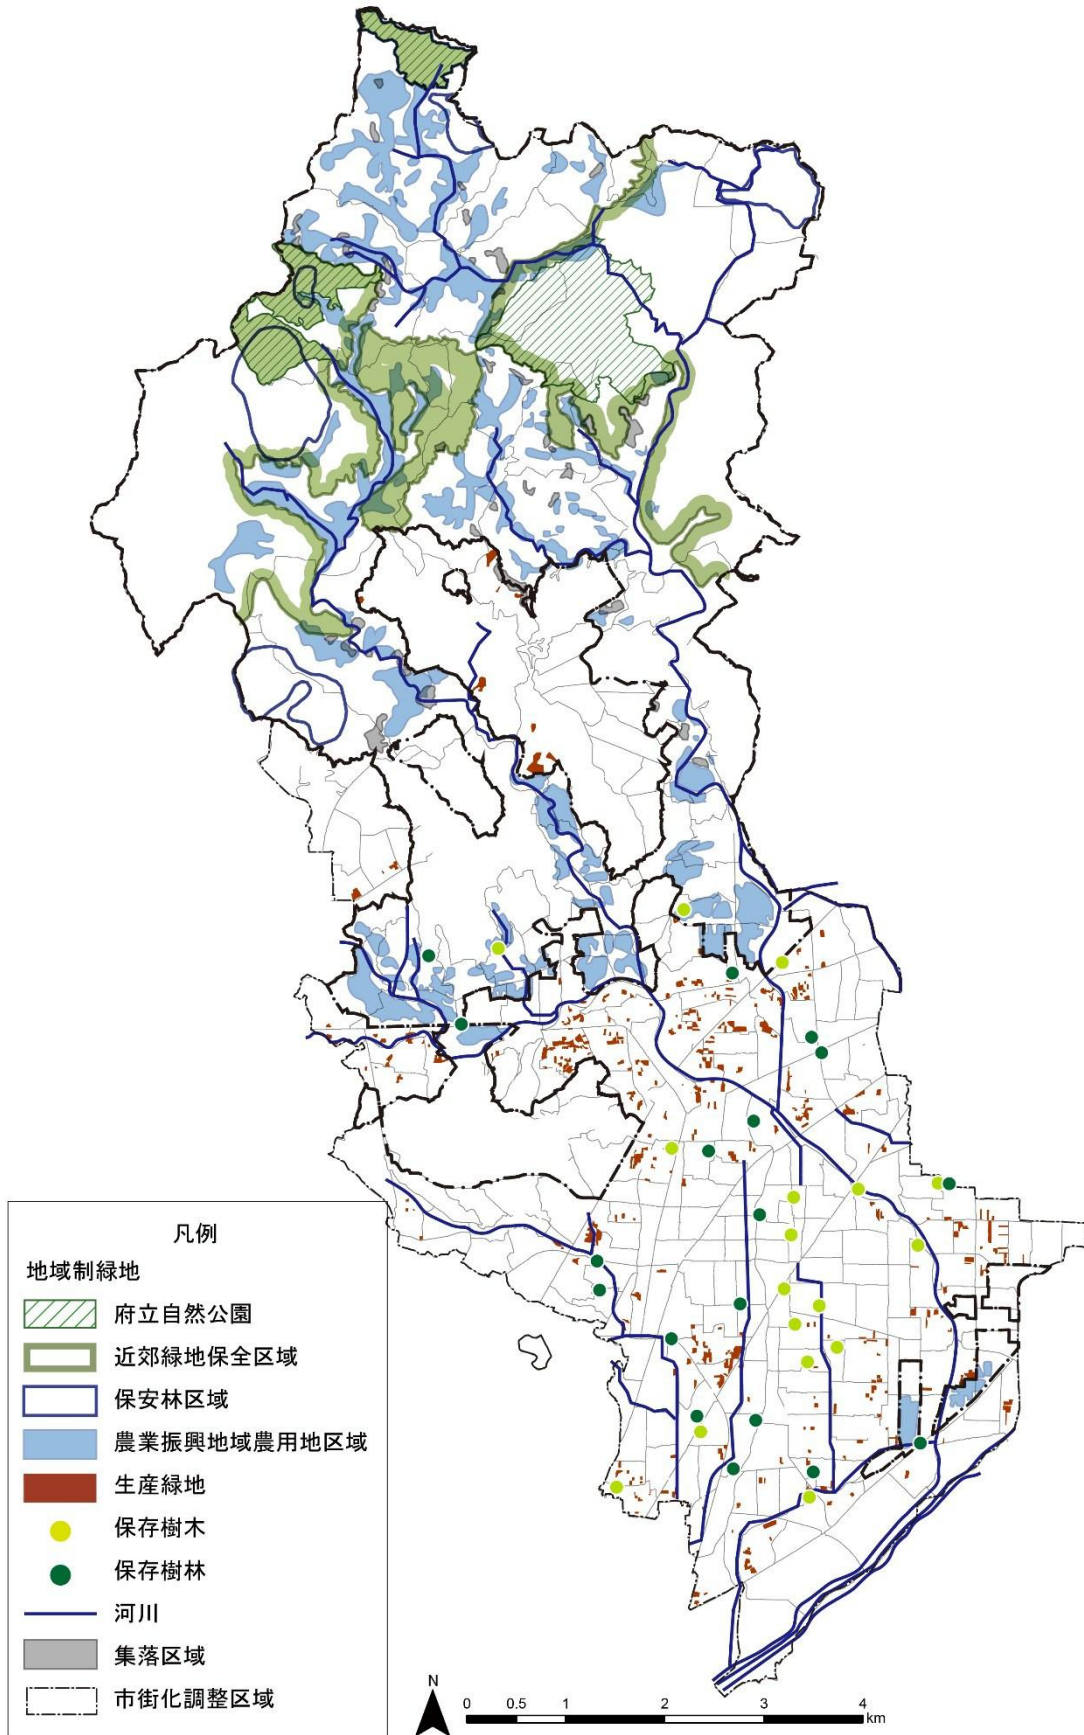 凡例
地域制緑地
府立自然公園
近郊緑地保全区域
保安林区域
農業振興地域農用地区域
生産緑地
保存樹木
保存樹林
河川
集落区域
市街化調整区域
N
0 0.5 1 2 3 4
km